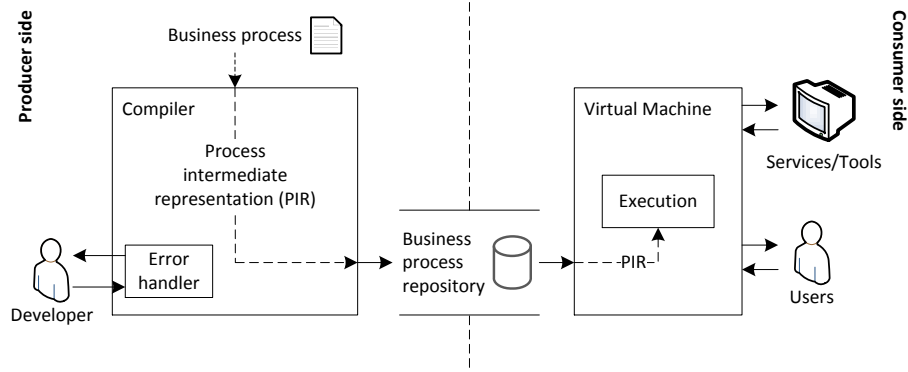 Producer side
Business process
Consumer side
Compiler
Process
intermediate
representation (PIR)
Error
handler
Developer
Business
process
repository
Virtual Machine
Execution
PIR
Services/Tools
Users